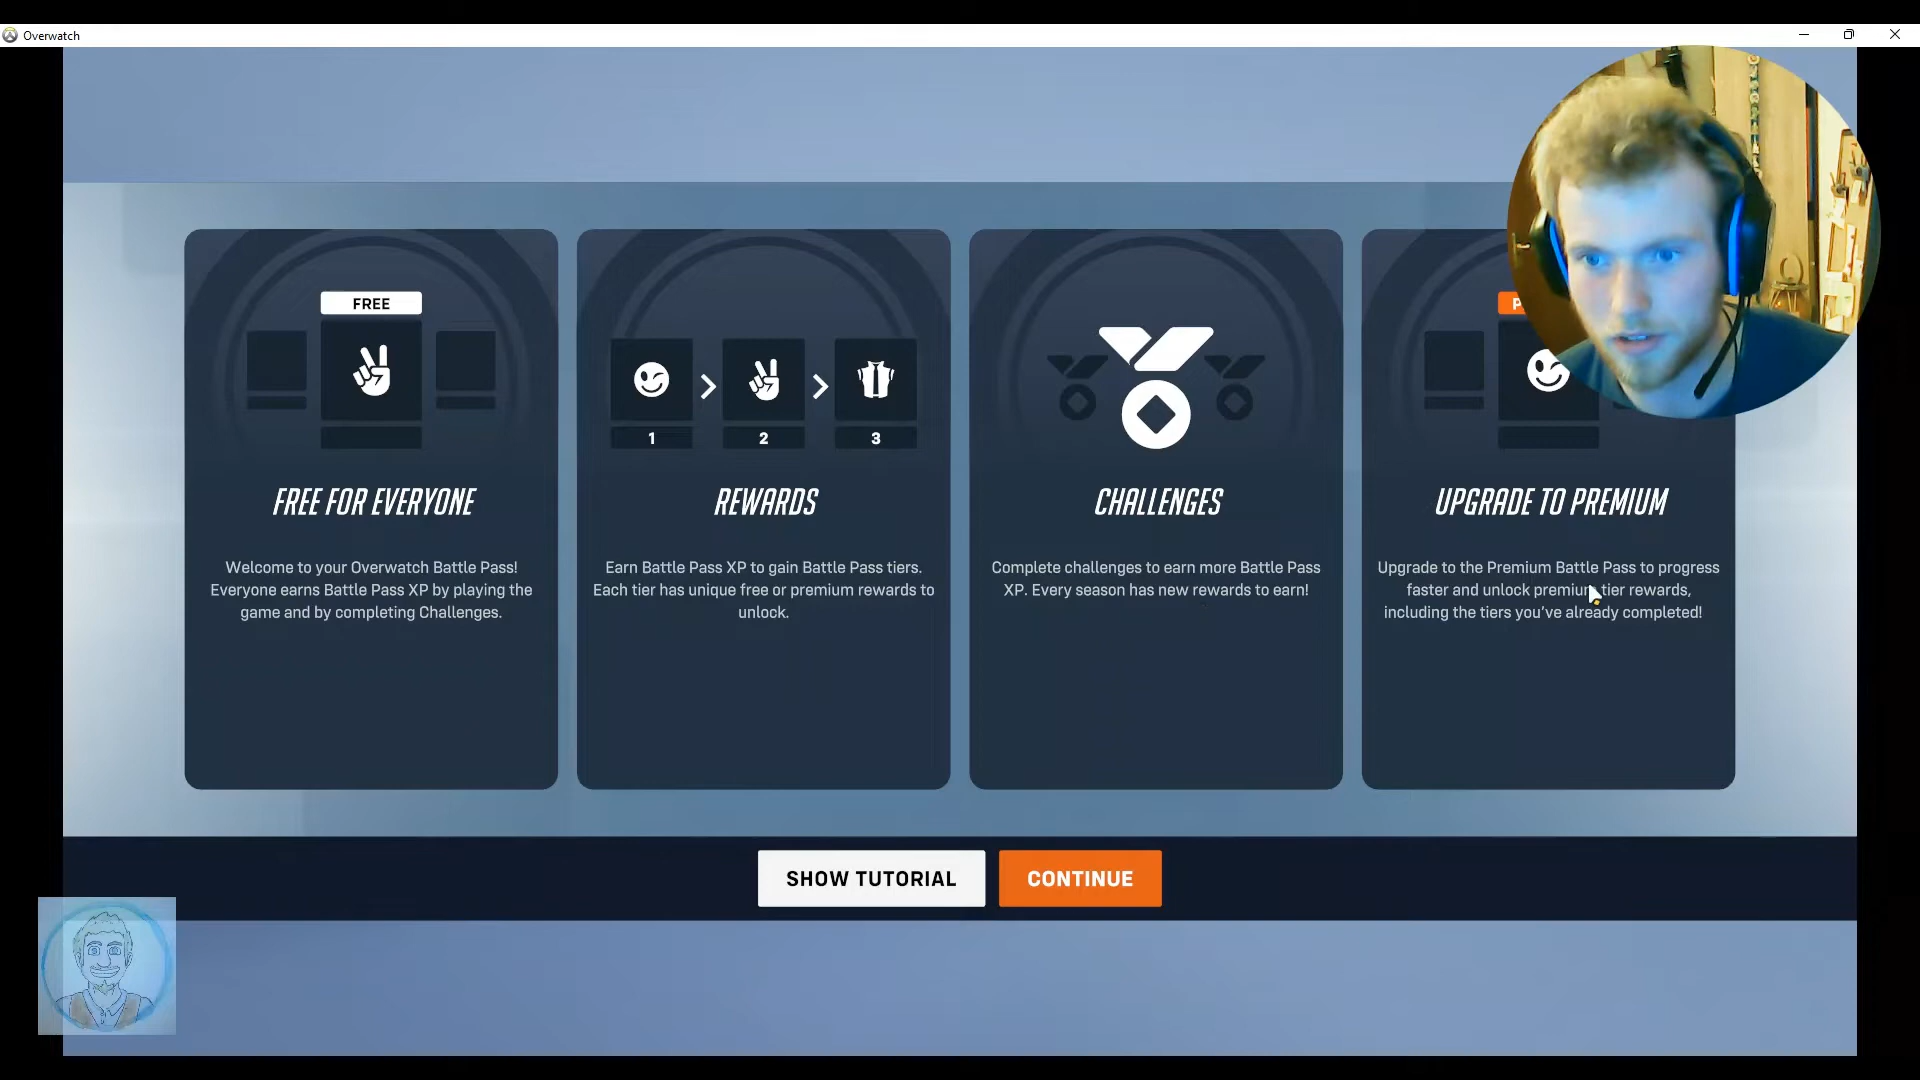 Overwatch
FREE
1
2
3
FREE FOR EVERYONE
Welcome to your Overwatch Battle Pass!
Everyone earns Battle Pass XP by playing the
game and by completing Challenges.
REWARDS
Earn Battle Pass XP to gain Battle Pass tiers.
Each tier has unique free or premium rewards to
unlock.
CHALLENGES
Complete challenges to earn more Battle Pass
XP. Every season has new rewards to earn!
UPGRADE TO PREMIUM
Upgrade to the Premium Battle Pass to progress
faster and unlock premium tier rewards,
including the tiers you've already completed!
SHOW TUTORIAL
CONTINUE